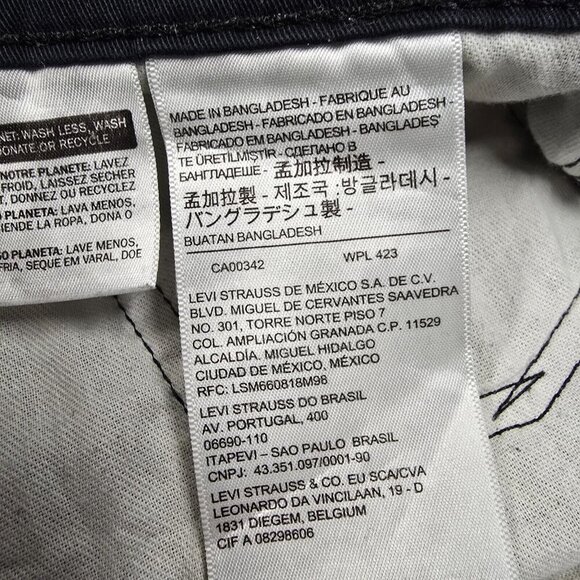 NET: WASH LESS, WASH
ONATE OR RECYCLE
NOTRE PLANETE: LAVEZ
FROID, LAISSEZ SECHER
T, DONNEZ OU RECYCLEZ
O PLANETA: LAVA MENOS,
IENDE LA ROPA, DONA O
GO PLANETA: LAVE MENOS,
FRIA, SEQUE EM VARAL, DOE
MADE IN BANGLADESH - FABRIQUE AU
BANGLADESH - FABRICADO EN BANGLADESH -
FABRICADO EM BANGLADESH - BANGLADEŞ'
TE ÜRETİLMİŞTİR - СДЕЛАНО В
БАНГЛАДЕШЕ - 孟加拉制造 -
孟加拉製 - 제조국 :방글라데시 -
バングラデシュ製 -
BUATAN BANGLADESH
CA00342 WPL 423
LEVI STRAUSS DE MÉXICO S.A. DE C.V.
BLVD. MIGUEL DE CERVANTES SAAVEDRA
NO. 301, TORRE NORTE PISO 7
COL. AMPLIACIÓN GRANADA C.P. 11529
ALCALDÍA. MIGUEL HIDALGO
CIUDAD DE MÉXICO, MÉXICO
RFC: LSM660818M98
LEVI STRAUSS DO BRASIL
AV. PORTUGAL, 400
06690-110
ITAPEVI – SAO PAULO BRASIL
CNPJ: 43.351.097/0001-90
LEVI STRAUSS & CO. EU SCA/CVA
LEONARDO DA VINCILAAN, 19 - D
1831 DIEGEM, BELGIUM
CIF A 08298606